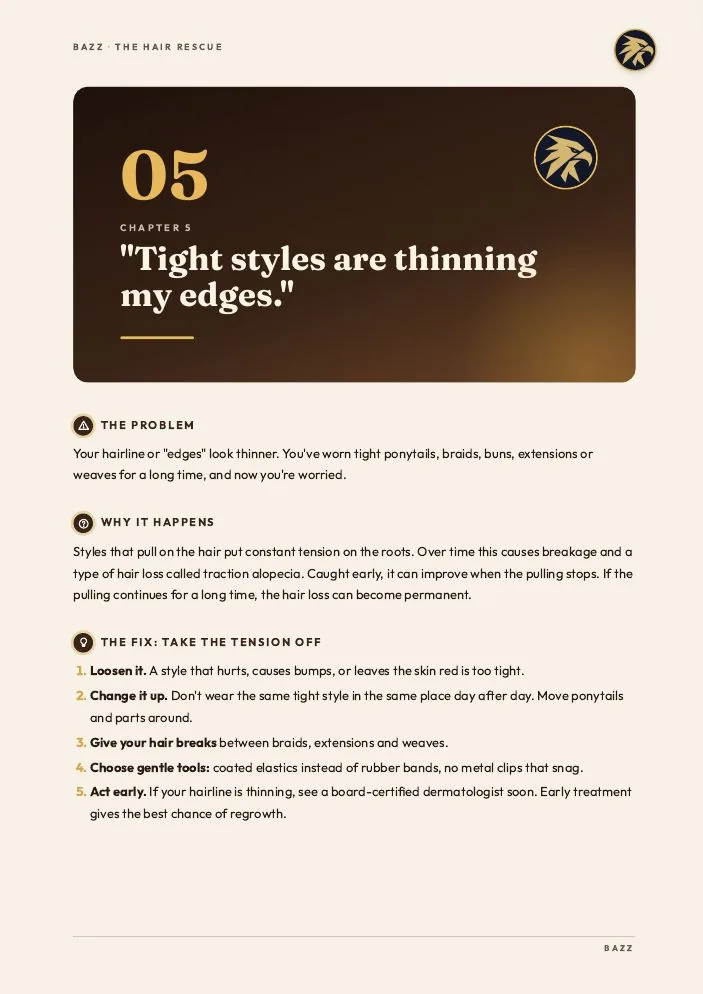 BAZZ · THE HAIR RESCUE
05
CHAPTER 5
"Tight styles are thinning
my edges."
THE PROBLEM
Your hairline or "edges" look thinner. You've worn tight ponytails, braids, buns, extensions or
weaves for a long time, and now you're worried.
WHY IT HAPPENS
Styles that pull on the hair put constant tension on the roots. Over time this causes breakage and a
type of hair loss called traction alopecia. Caught early, it can improve when the pulling stops. If the
pulling continues for a long time, the hair loss can become permanent.
THE FIX: TAKE THE TENSION OFF
1. Loosen it. A style that hurts, causes bumps, or leaves the skin red is too tight.
2. Change it up. Don't wear the same tight style in the same place day after day. Move ponytails
and parts around.
3. Give your hair breaks between braids, extensions and weaves.
4. Choose gentle tools: coated elastics instead of rubber bands, no metal clips that snag.
5. Act early. If your hairline is thinning, see a board-certified dermatologist soon. Early treatment
gives the best chance of regrowth.
BAZZ